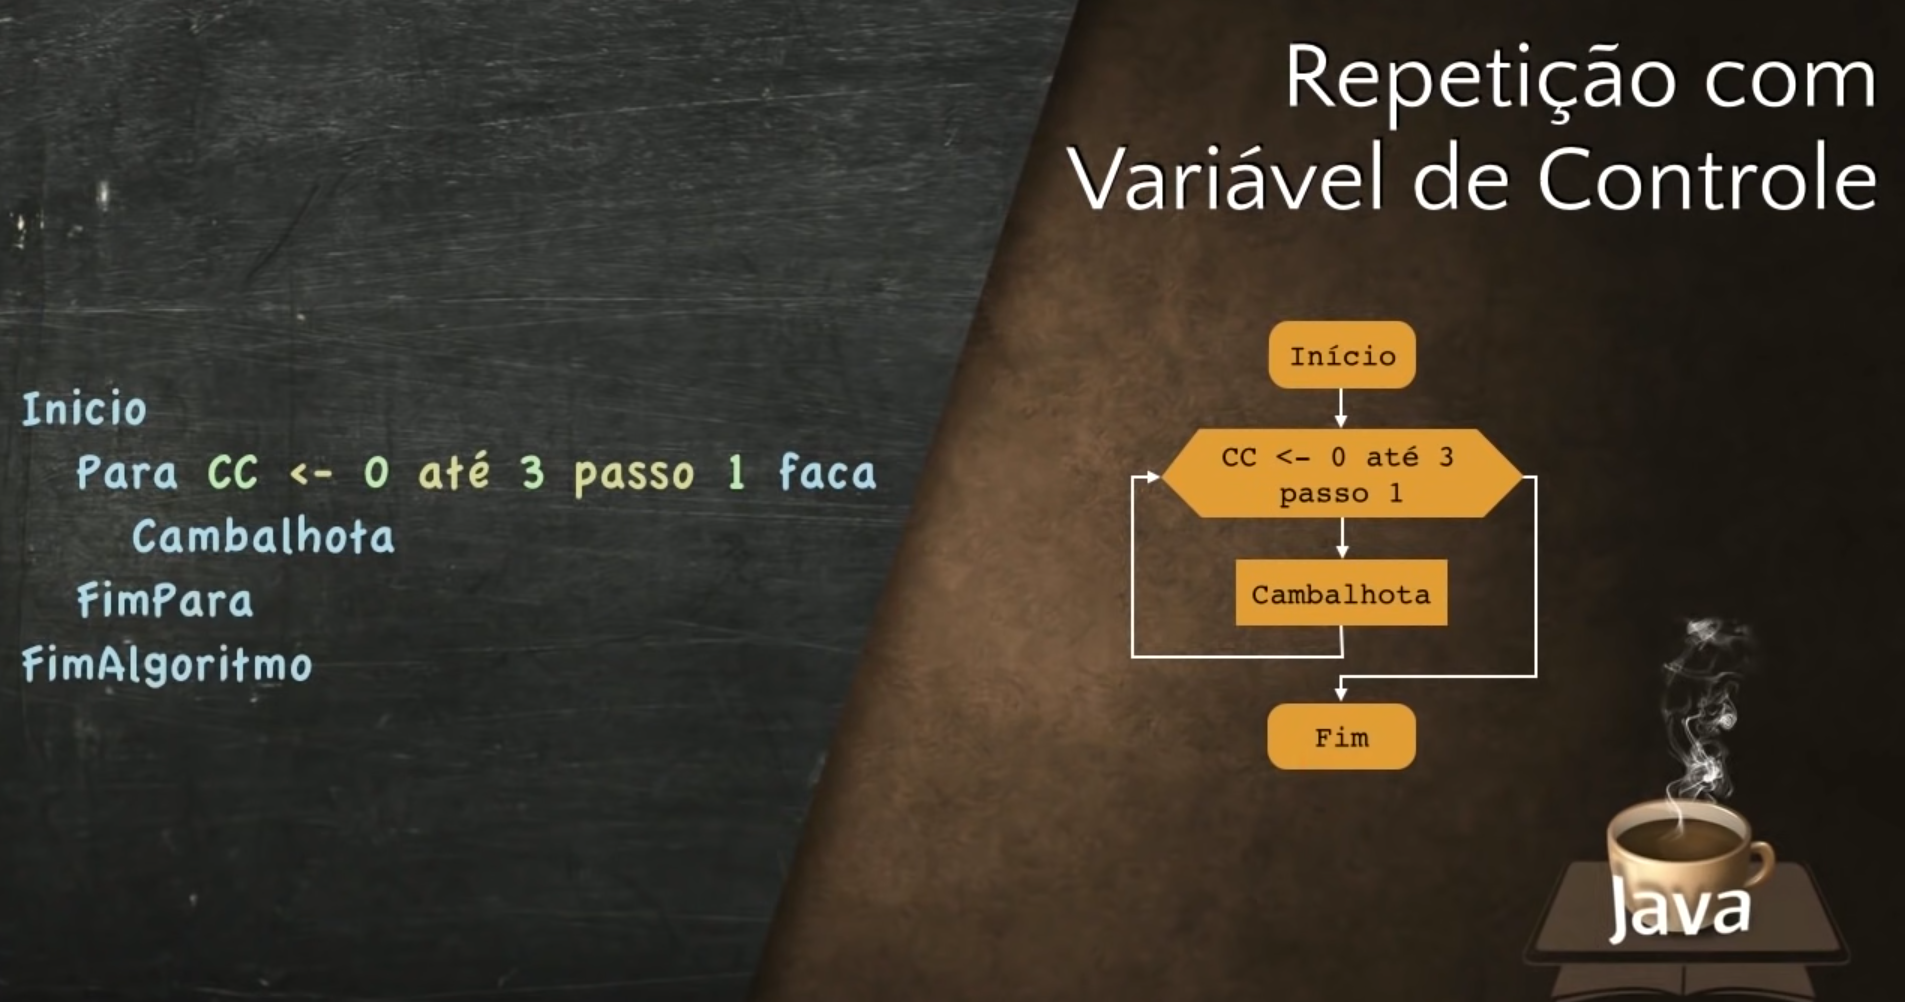 Repetição com
Variável de Controle
Inicio
Para CC <- 0 até 3 passo 1 faca
Cambalhota
FimPara
FimAlgoritmo
Início
CC <- 0 até 3
passo 1
Cambalhota
Fim
Java